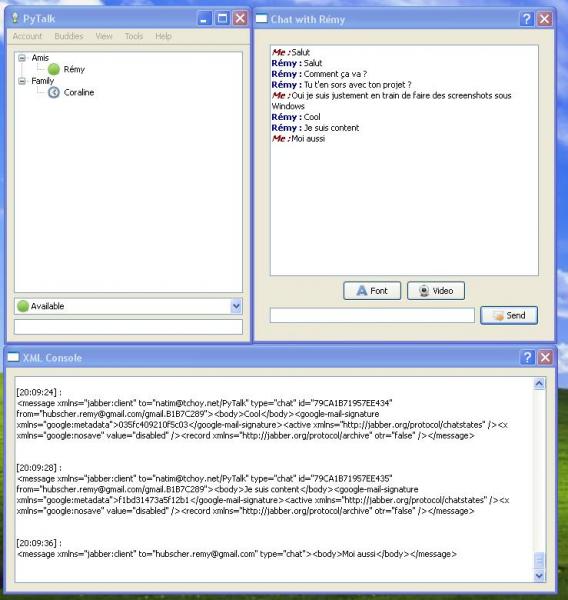 PyTalk
Account Buddies View Tools Help
Amis
Rémy
Family
Coraline
Available
Chat with Rémy
Me :Salut
Rémy : Salut
Rémy : Comment ça va ?
Rémy : Tu t'en sors avec ton projet ?
Me :Oui je suis justement en train de faire des screenshots sous
Windows
Rémy : Cool
Rémy : Je suis content
Me :Moi aussi
Font
Video
Send
XML Console
[20:09:24] :
<message xmlns="jabber:client" to="natim@tchoy.net/PyTalk" type="chat" id="79CA1B71957EE434"
from="hubscher.remy@gmail.com/gmail.B1B7C289"><body>Cool</body><google-mail-signature
xmlns="google:metadata">035fc409210f5c03</google-mail-signature><active xmlns="http://jabber.org/protocol/chatstates" /><x
xmlns="google:nosave" value="disabled" /><record xmlns="http://jabber.org/protocol/archive" otr="false" /></message>
[20:09:28] :
<message xmlns="jabber:client" to="natim@tchoy.net/PyTalk" type="chat" id="79CA1B71957EE435"
from="hubscher.remy@gmail.com/gmail.B1B7C289"><body>Je suis content</body><google-mail-signature
xmlns="google:metadata">f1bd31473a5f12b1</google-mail-signature><active xmlns="http://jabber.org/protocol/chatstates" /><x
xmlns="google:nosave" value="disabled" /><record xmlns="http://jabber.org/protocol/archive" otr="false" /></message>
[20:09:36] :
<message xmlns="jabber:client" to="hubscher.remy@gmail.com" type="chat"><body>Moi aussi</body></message>